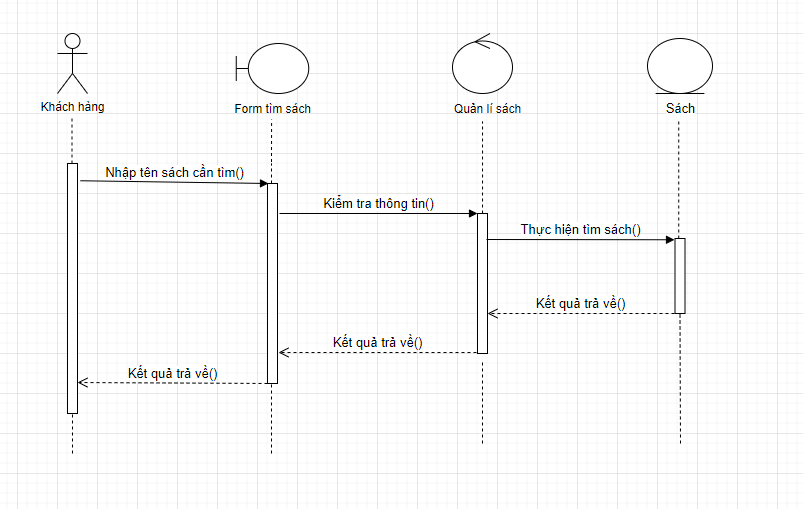 Khách hàng
Form tìm sách
Quản lí sách
Sách
Nhập tên sách cần tìm()
Kiểm tra thông tin()
Thực hiện tìm sách()
Kết quả trả về()
Kết quả trả về()
Kết quả trả về()